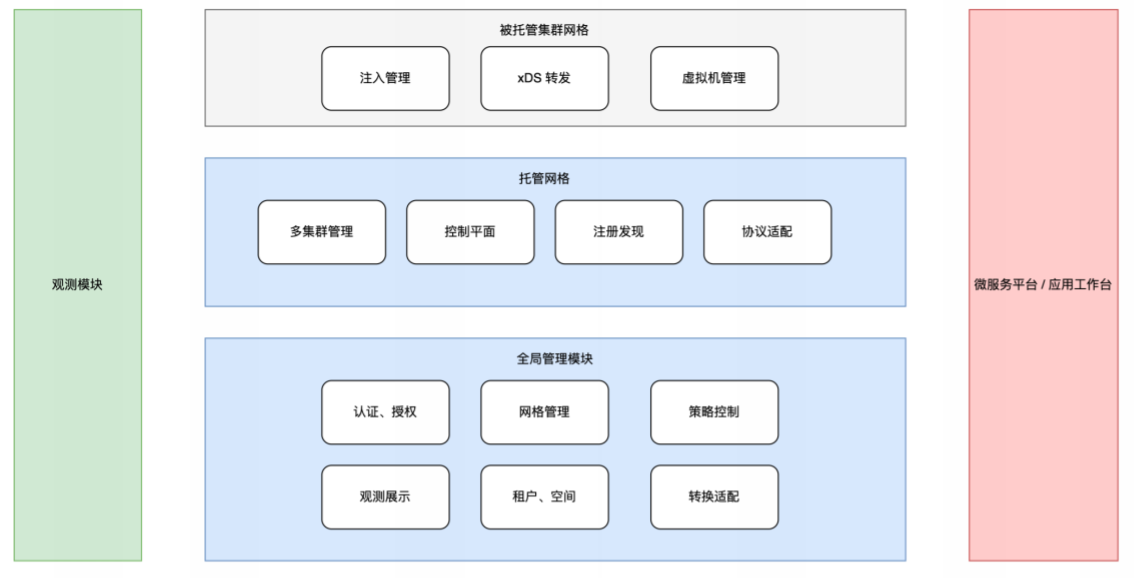 被托管集群网格
注入管理
xDS 转发
虚拟机管理
托管网格
多集群管理
控制平面
注册发现
协议适配
观测模块
微服务平台 / 应用工作台
全局管理模块
认证、授权
网格管理
策略控制
观测展示
租户、空间
转换适配